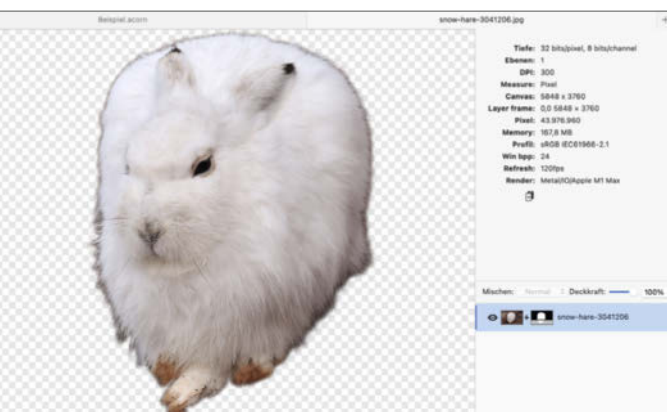 Beispiel.acorn
snow-hare-3041206.jpg
Tiefe: 32 bits/pixel, 8 bits/channel
Ebenen: 1
DPI: 300
Measure: Pixel
Canvas: 5848 x 3760
Layer frame: 0,0 5848 x 3760
Pixel: 43.976.960
Memory: 167,8 MB
Profil: sRGB IEC61966-2.1
Win bpp: 24
Refresh: 120fps
Render: Metal/IO/Apple M1 Max
Mischen: Normal Deckkraft: 100%
snow-hare-3041206